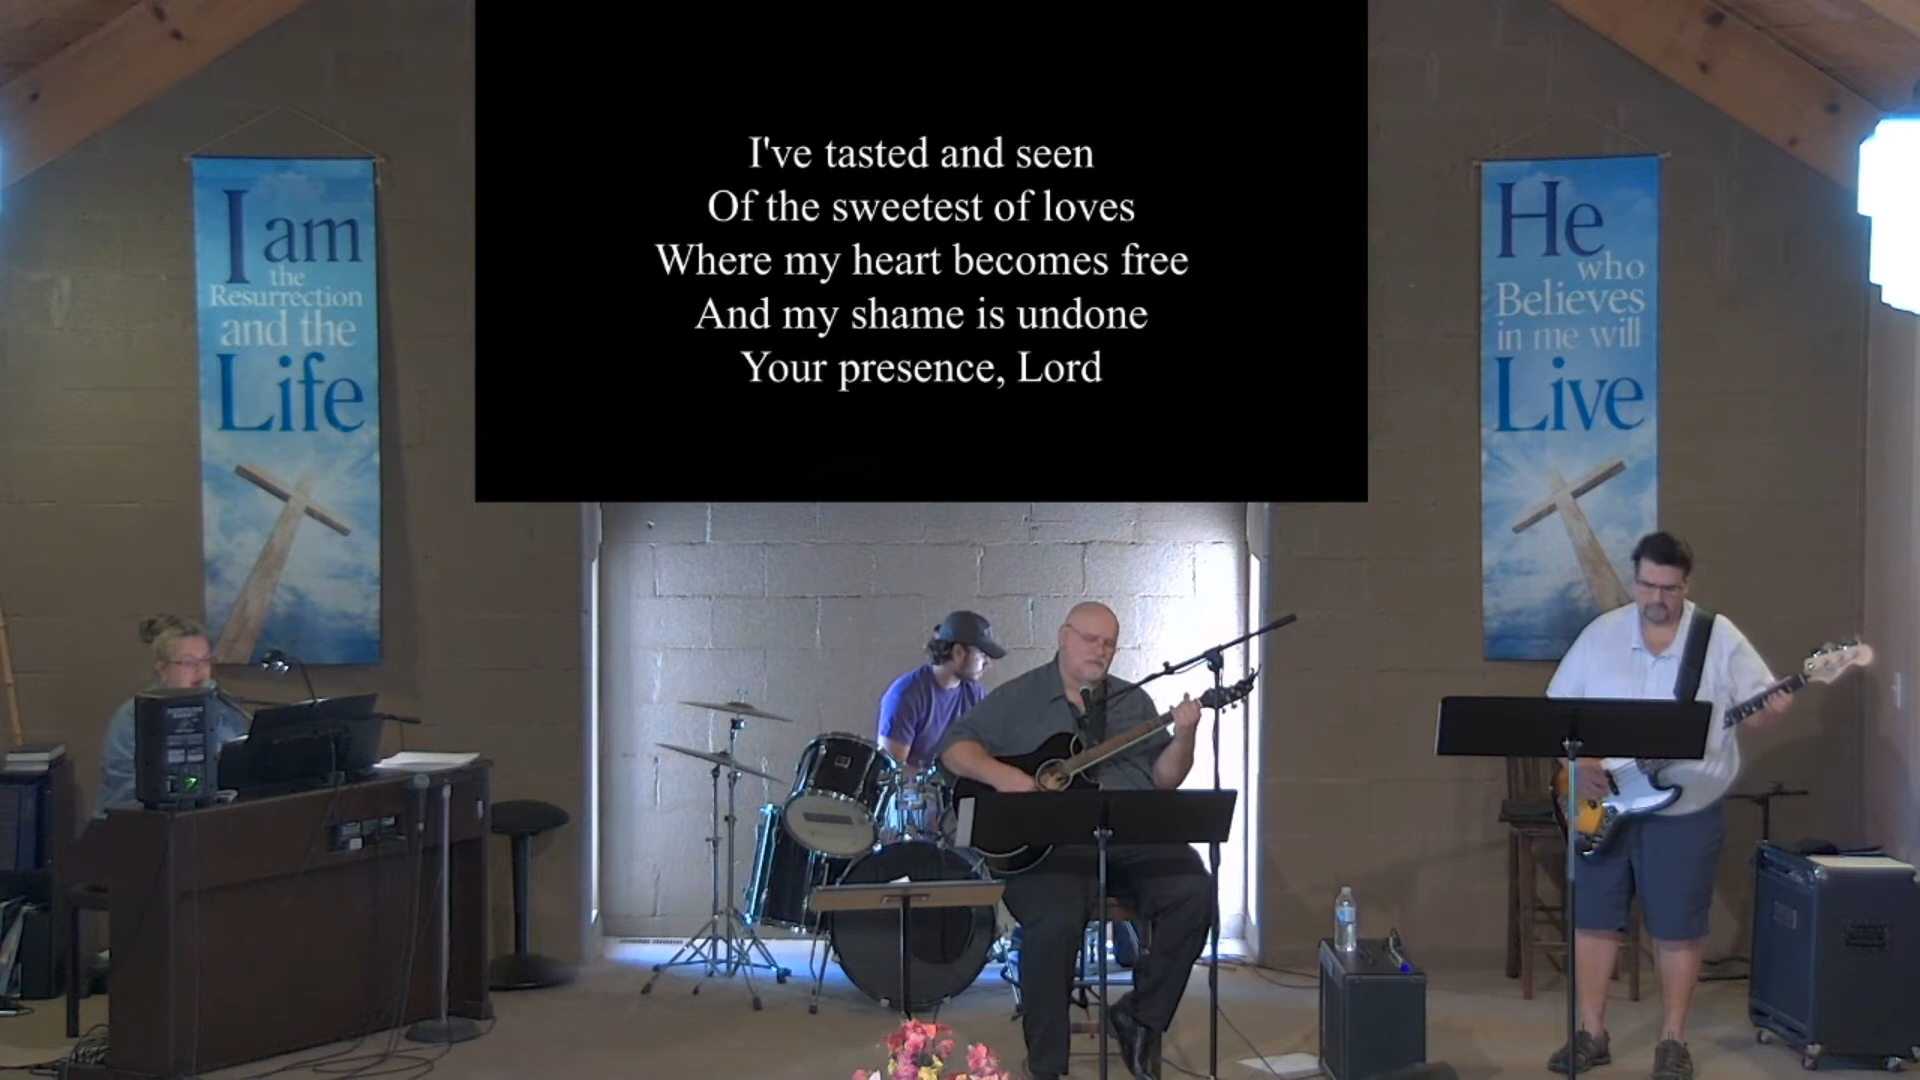 I am
the
Resurrection
and the
Life
I've tasted and seen
Of the sweetest of loves
Where my heart becomes free
And my shame is undone
Your presence, Lord
He
who
Believes
in me will
Live